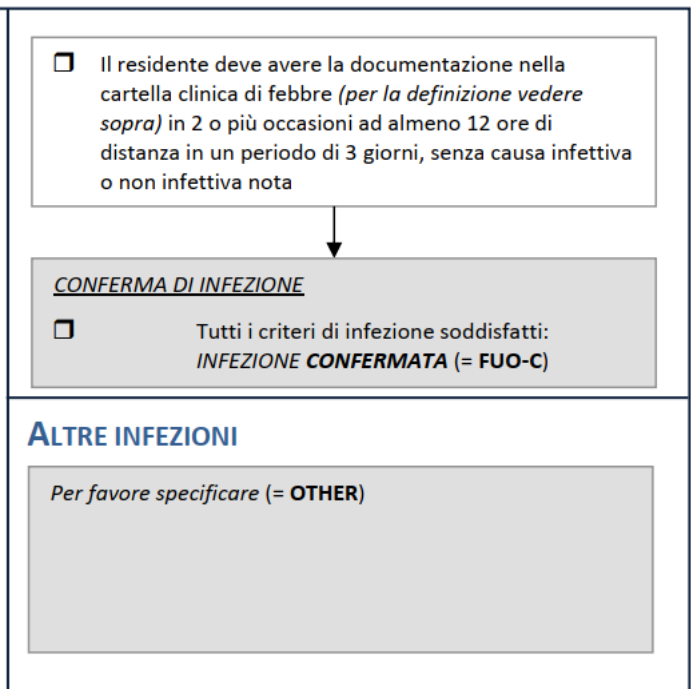 ❒ Il residente deve avere la documentazione nella
cartella clinica di febbre (per la definizione vedere
sopra) in 2 o più occasioni ad almeno 12 ore di
distanza in un periodo di 3 giorni, senza causa infettiva
o non infettiva nota
CONFERMA DI INFEZIONE
❒ Tutti i criteri di infezione soddisfatti:
INFEZIONE CONFERMATA (= FUO-C)
ALTRE INFEZIONI
Per favore specificare (= OTHER)